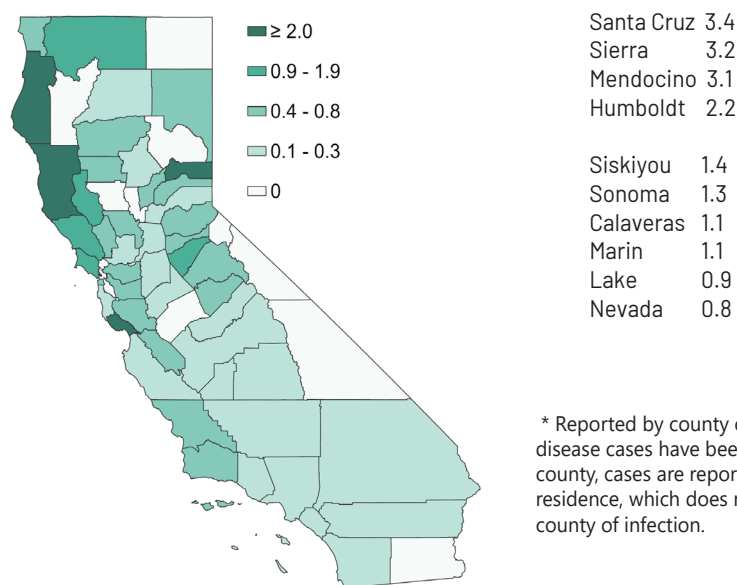 ≥ 2.0
0.9 - 1.9
0.4 - 0.8
0.1 - 0.3
0
Santa Cruz 3.4
Sierra 3.2
Mendocino 3.1
Humboldt 2.2
Siskiyou 1.4
Sonoma 1.3
Calaveras 1.1
Marin 1.1
Lake 0.9
Nevada 0.8
* Reported by county
disease cases have
county, cases are
residence, which does
county of infection.